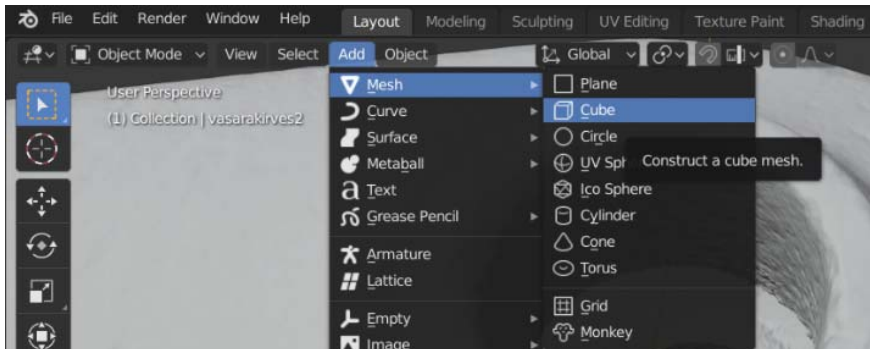 File Edit Render Window Help Layout Modeling Sculpting UV Editing Texture Paint Shading
Object Mode View Select Add Object Global
User Perspective
(1) Collection | vasarakirves2
Mesh
Curve
Surface
Metaball
Text
Grease Pencil
Armature
Lattice
Empty
Image
Plane
Cube
Circle
UV Sph
Construct a cube mesh.
Ico Sphere
Cylinder
Cone
Torus
Grid
Monkey